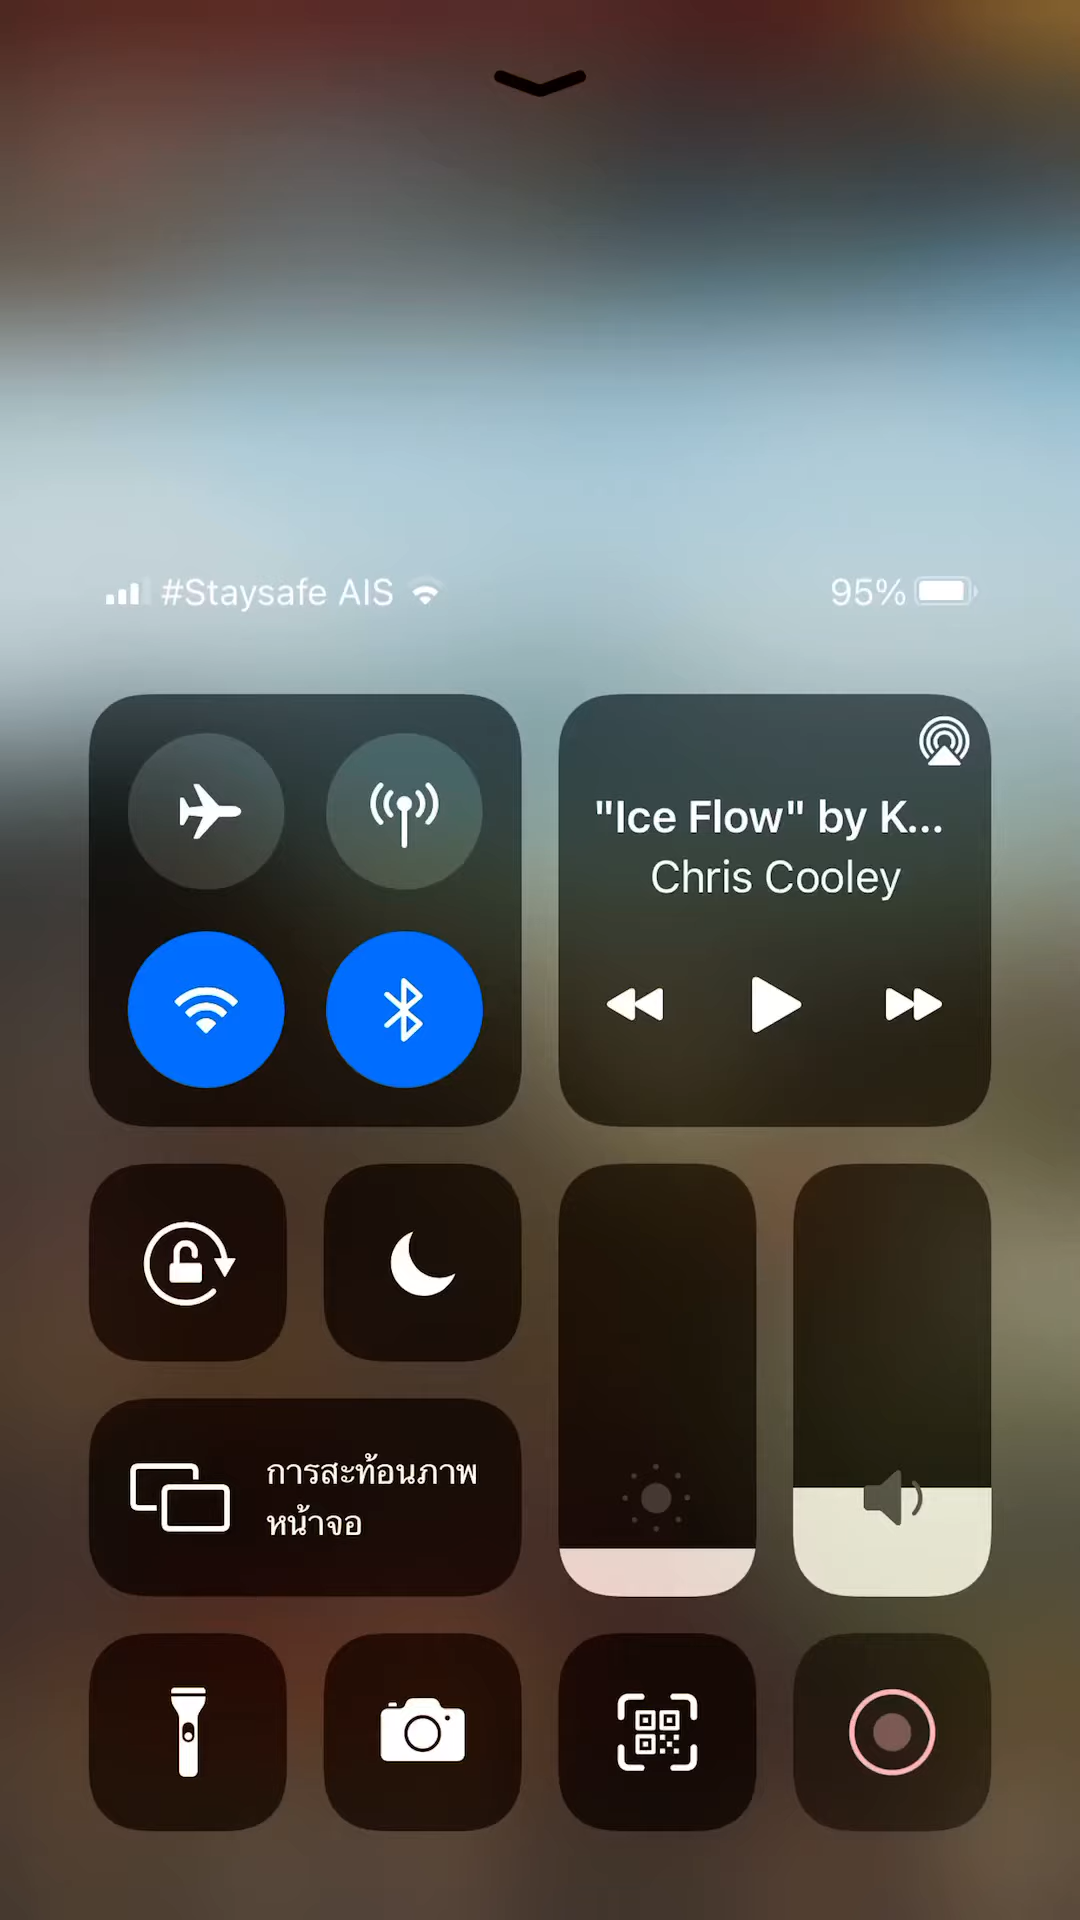 #Staysafe AIS
95%
"Ice Flow" by K...
Chris Cooley
การสะท้อนภาพ
หน้าจอ